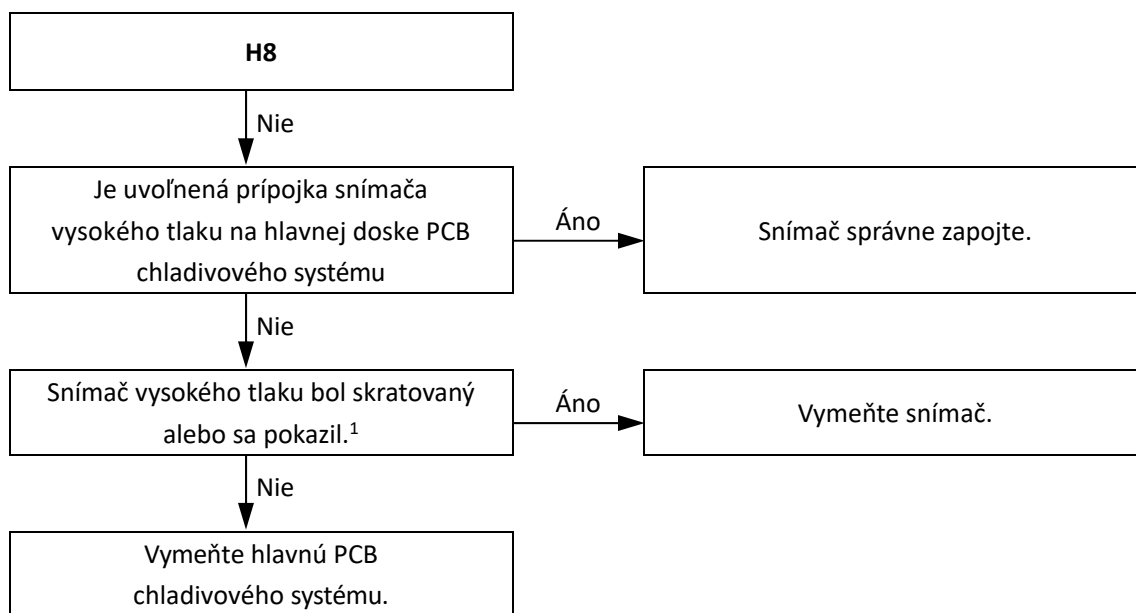 H8
Nie
Je uvoľnená prípojka snímača
vysokého tlaku na hlavnej doske PCB
chladivového systému
Áno
Snímač správne zapojte.
Nie
Snímač vysokého tlaku bol skratovaný
alebo sa pokazil.¹
Áno
Vymeňte snímač.
Nie
Vymeňte hlavnú PCB
chladivového systému.